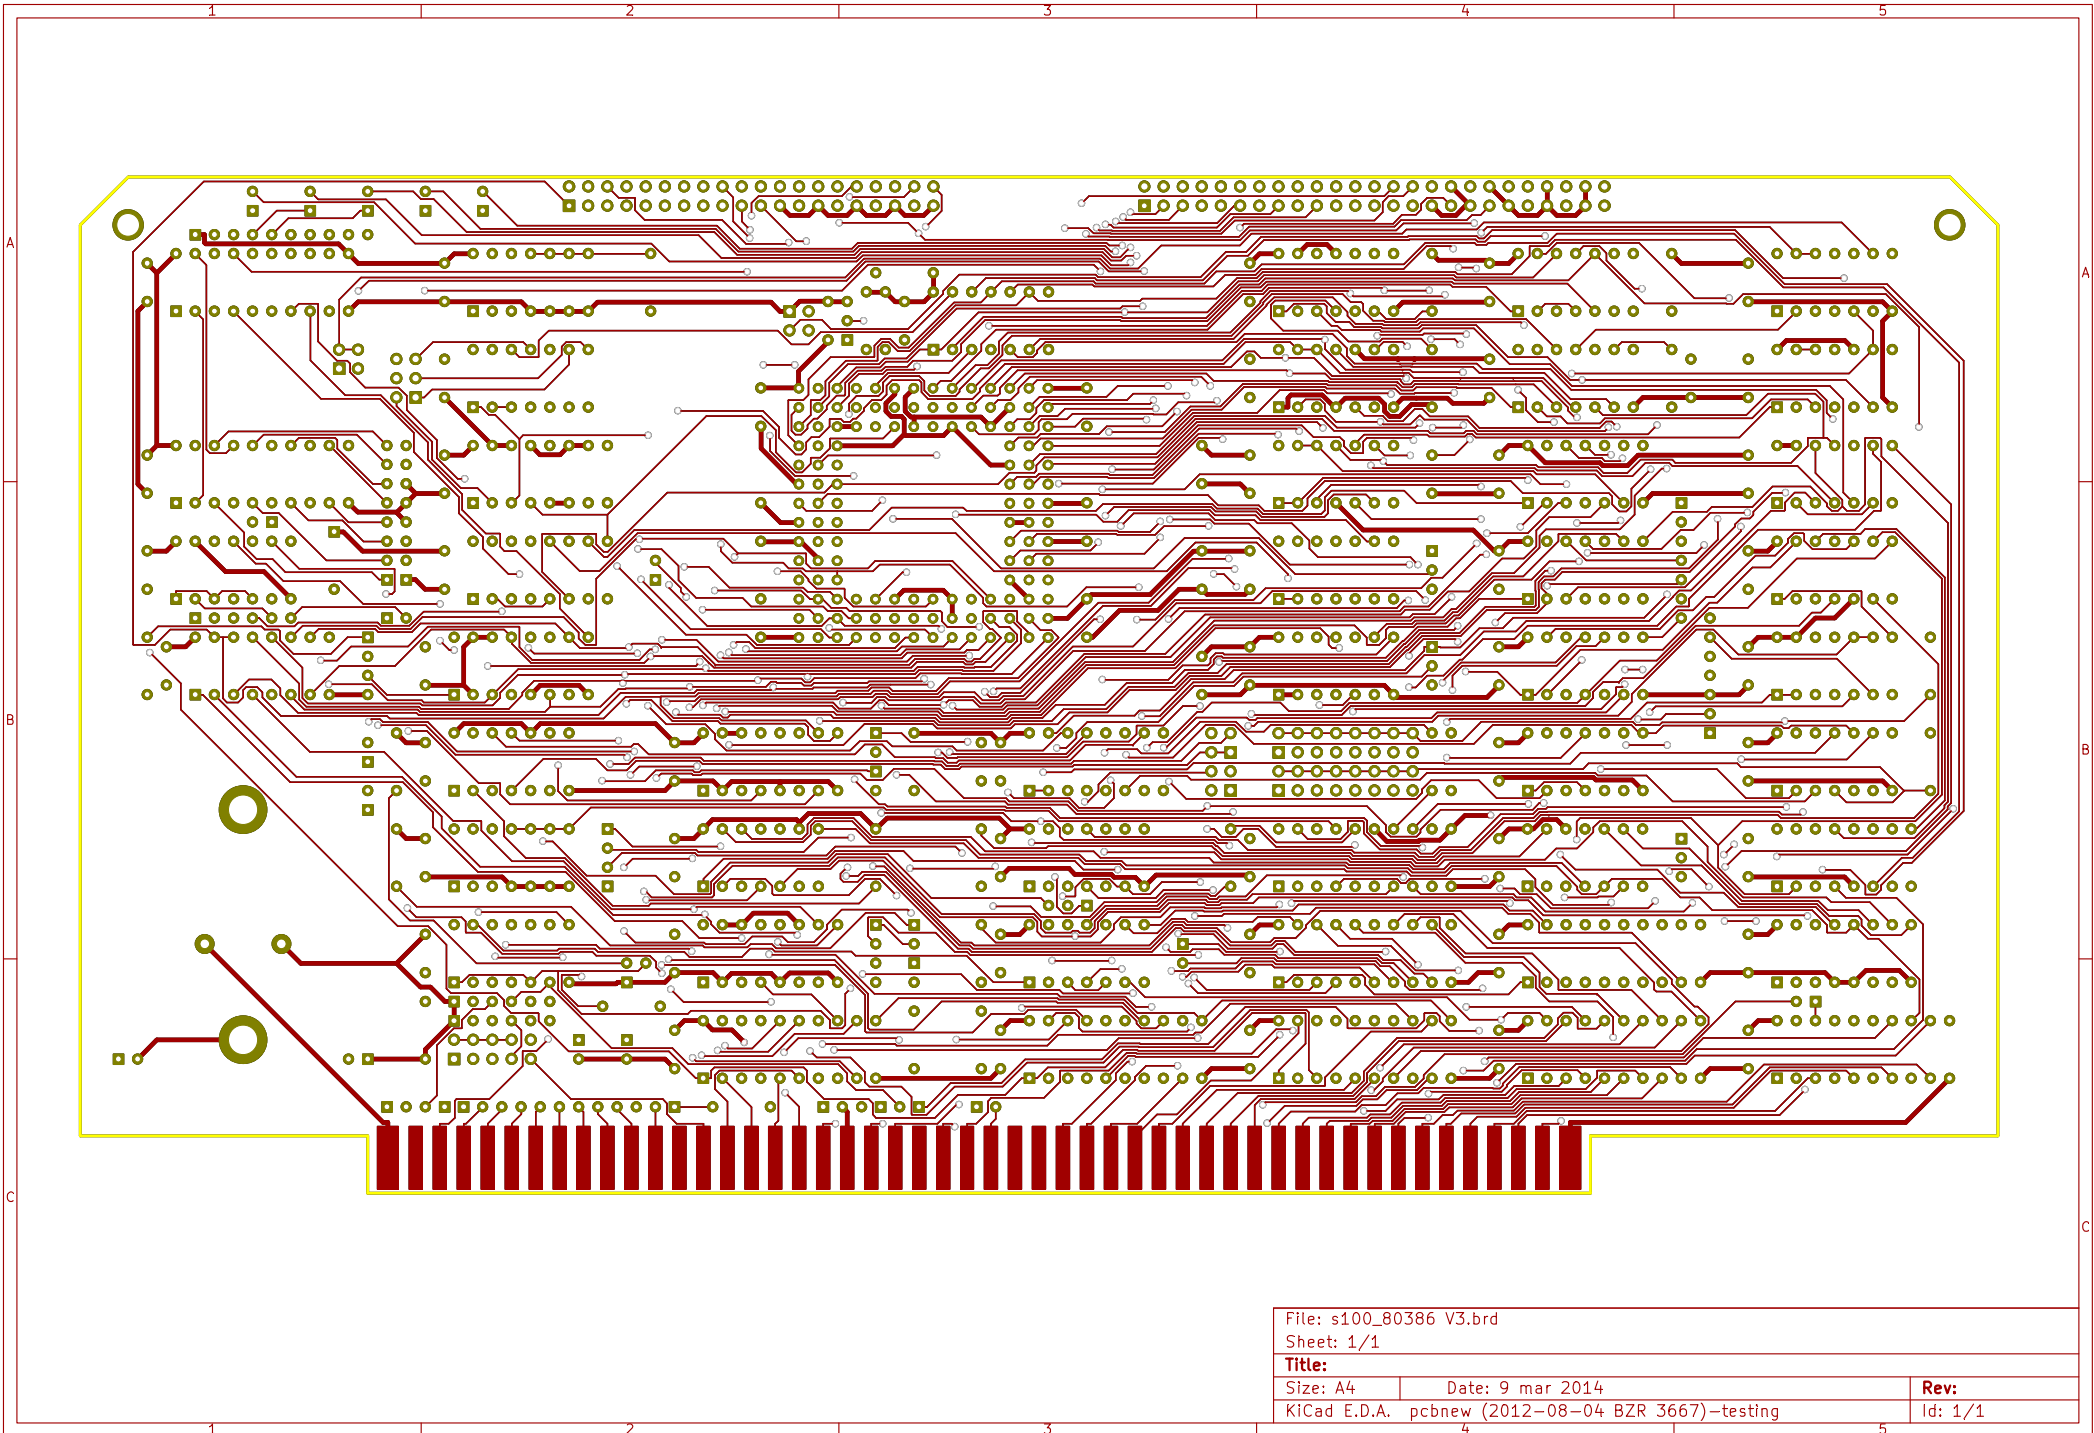 1 2 3 4 5
A A
B B
C C
File: s100_80386 V3.brd
Sheet: 1/1
Title:
Size: A4 Date: 9 mar 2014 Rev:
KiCad E.D.A. pcbnew (2012-08-04 BZR 3667)-testing Id: 1/1
1 2 3 4 5